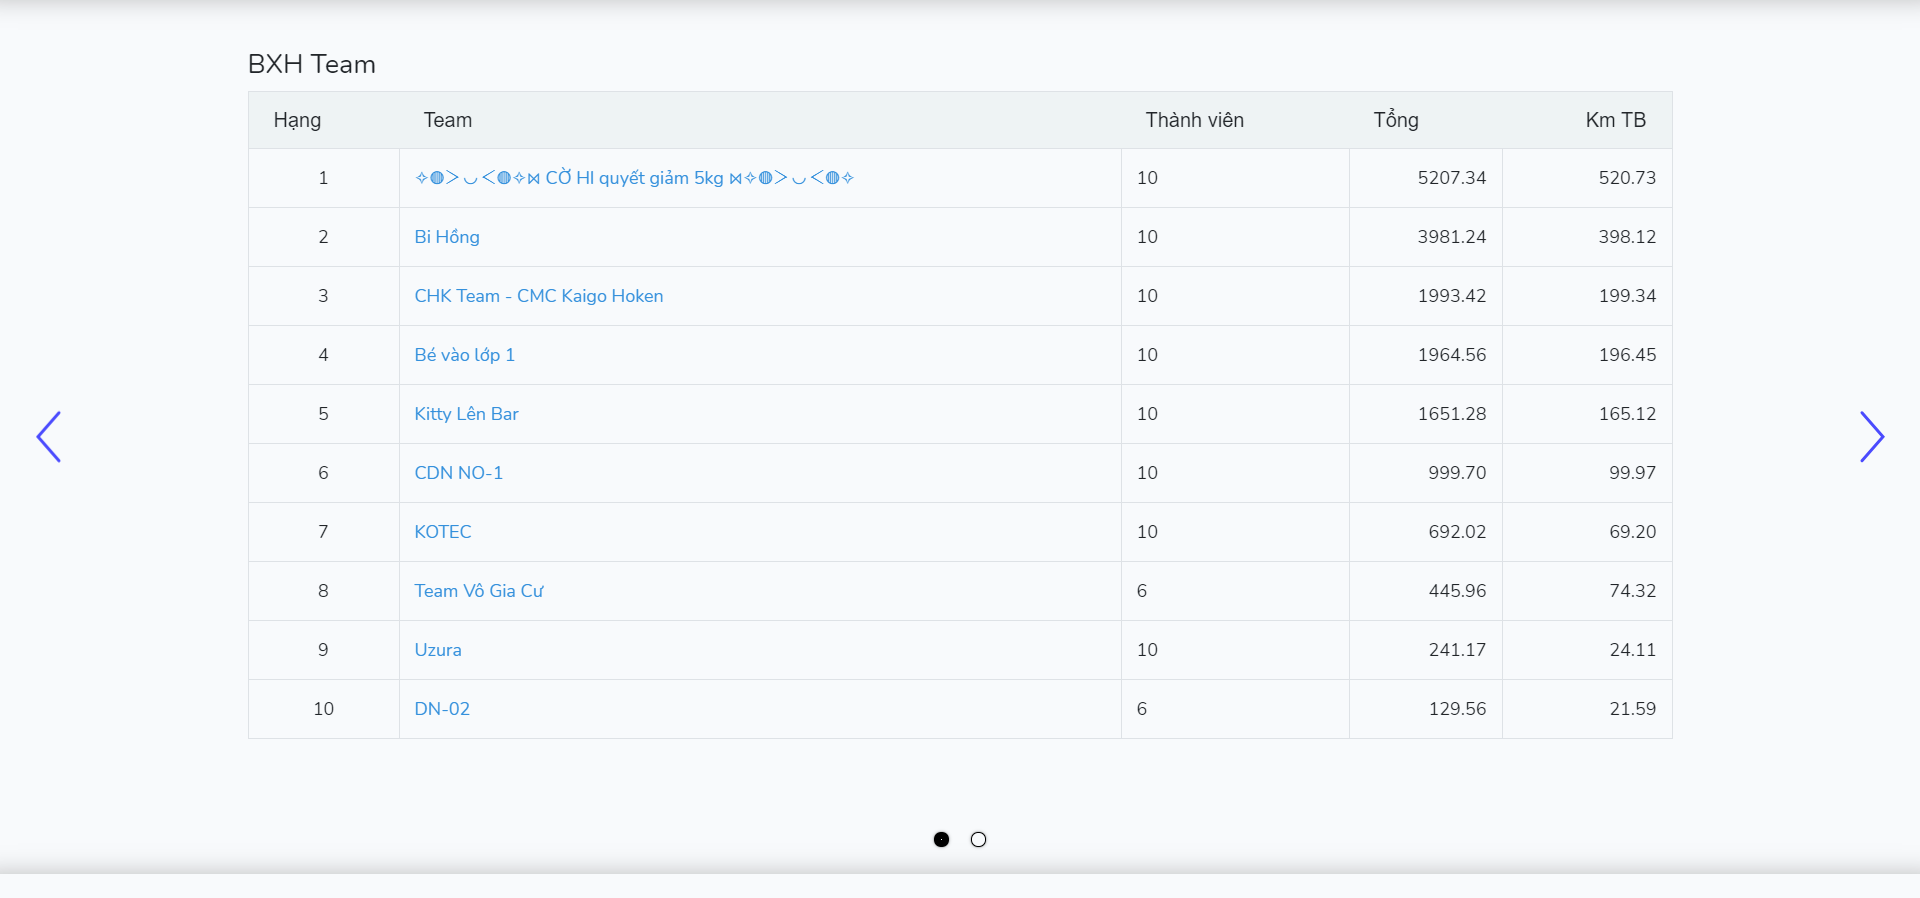 BXH Team
Hạng Team Thành viên Tổng Km TB
1 ✧◍＞◡＜◍✧⋈ CỜ HI quyết giảm 5kg ⋈✧◍＞◡＜◍✧ 10 5207.34 520.73
2 Bi Hồng 10 3981.24 398.12
3 CHK Team - CMC Kaigo Hoken 10 1993.42 199.34
4 Bé vào lớp 1 10 1964.56 196.45
5 Kitty Lên Bar 10 1651.28 165.12
6 CDN NO-1 10 999.70 99.97
7 KOTEC 10 692.02 69.20
8 Team Vô Gia Cư 6 445.96 74.32
9 Uzura 10 241.17 24.11
10 DN-02 6 129.56 21.59